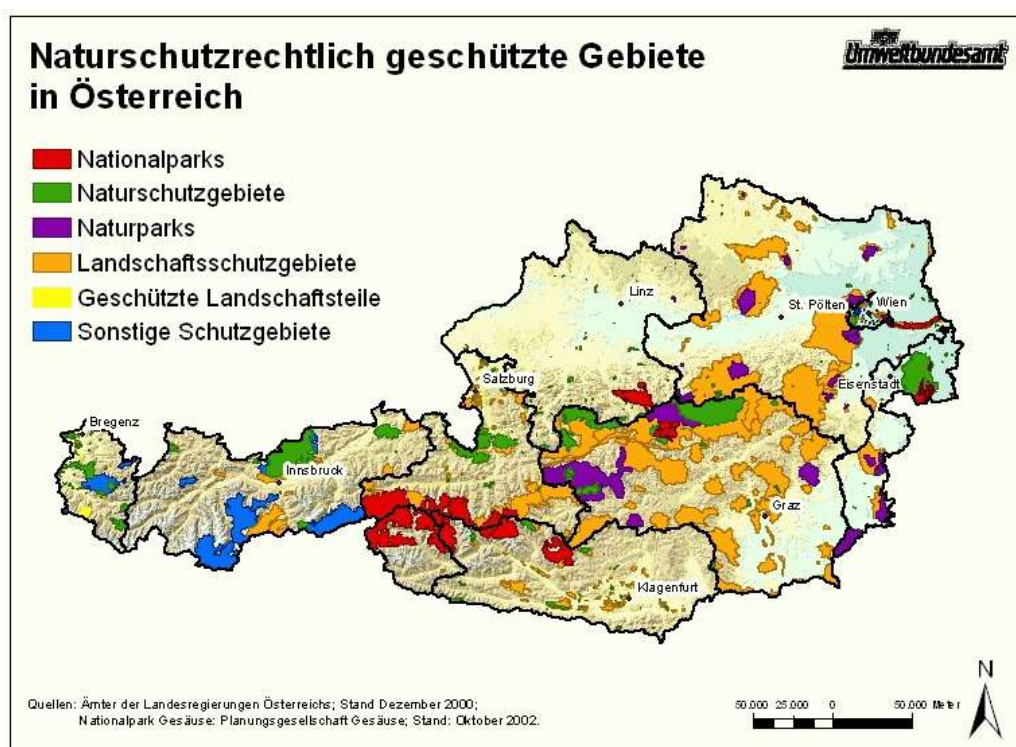 Naturschutzrechtlich geschützte Gebiete
in Österreich
Umweltbundesamt
Nationalparks
Naturschutzgebiete
Naturparks
Landschaftsschutzgebiete
Geschützte Landschaftsteile
Sonstige Schutzgebiete
Linz
St. Pölten
Wien
Salzburg
Eisenstadt
Bregenz
Innsbruck
Graz
Klagenfurt
N
Quellen: Ämter der Landesregierungen Österreichs; Stand Dezember 2000;
Nationalpark Gesäuse: Planungsgesellschaft Gesäuse; Stand: Oktober 2002.
50.000 25.000 0 50.000 Meter